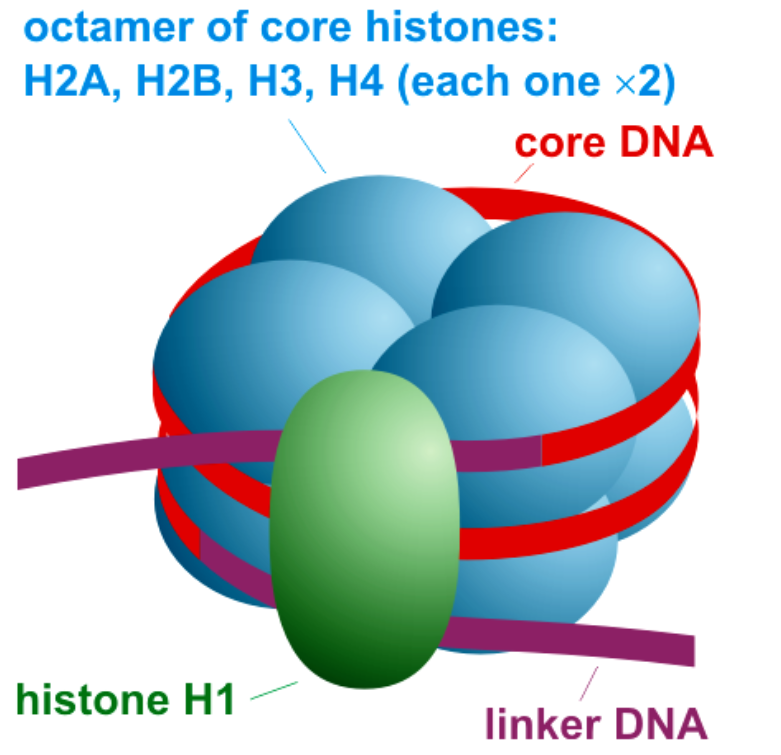 octamer of core histones:
H2A, H2B, H3, H4 (each one ×2)
core DNA
histone H1
linker DNA